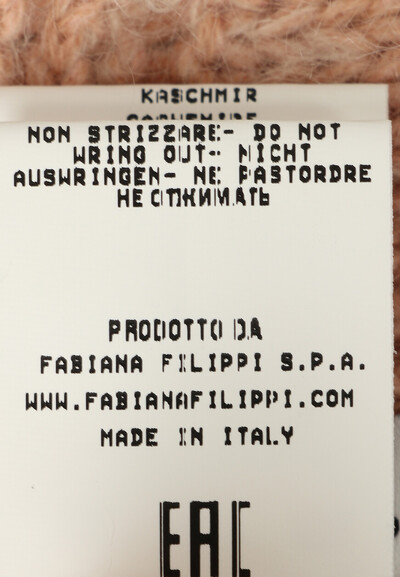 KASCHMIR
CACHEMIRE
NON STRIZZARE- DO NOT
WRING OUT- NICHT
AUSWRINGEN- NE PASTORDRE
НЕ ОТЖИМАТЬ
PRODOTTO DA
FABIANA FILIPPI S.P.A.
WWW.FABIANAFILIPPI.COM
MADE IN ITALY
EAC